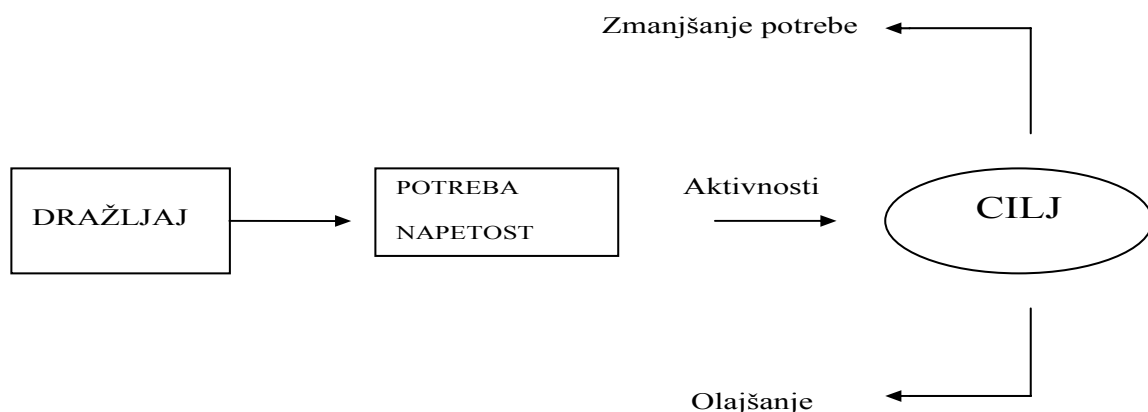 Zmanjšanje potrebe
DRAŽLJAJ
POTREBA
NAPETOST
Aktivnosti
CILJ
Olajšanje